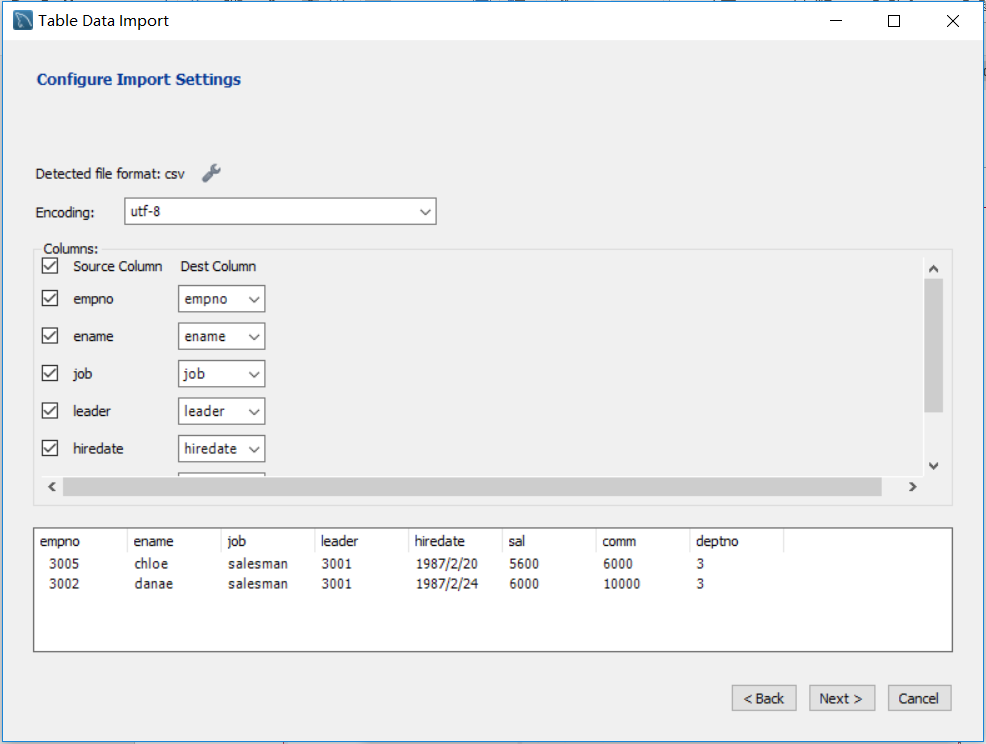 Table Data Import
Configure Import Settings
Detected file format: csv
Encoding: utf-8
Columns:
Source Column Dest Column
empno empno
ename ename
job job
leader leader
hiredate hiredate
empno ename job leader hiredate sal comm deptno
3005 chloe salesman 3001 1987/2/20 5600 6000 3
3002 danae salesman 3001 1987/2/24 6000 10000 3
< Back Next > Cancel